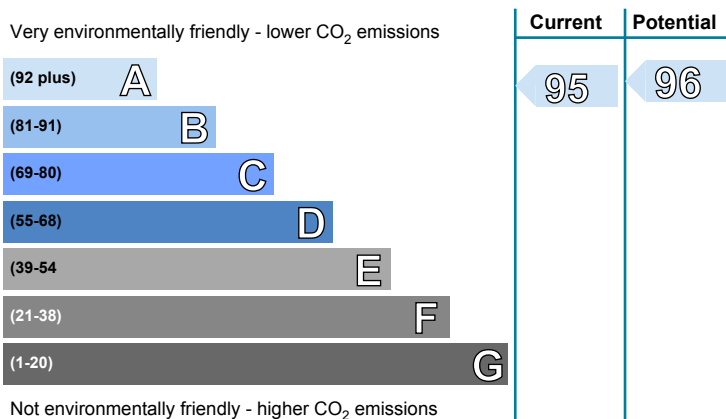 Current Potential
Very environmentally friendly - lower CO₂ emissions
(92 plus) A 95 96
(81-91) B
(69-80) C
(55-68) D
(39-54 E
(21-38) F
(1-20) G
Not environmentally friendly - higher CO₂ emissions